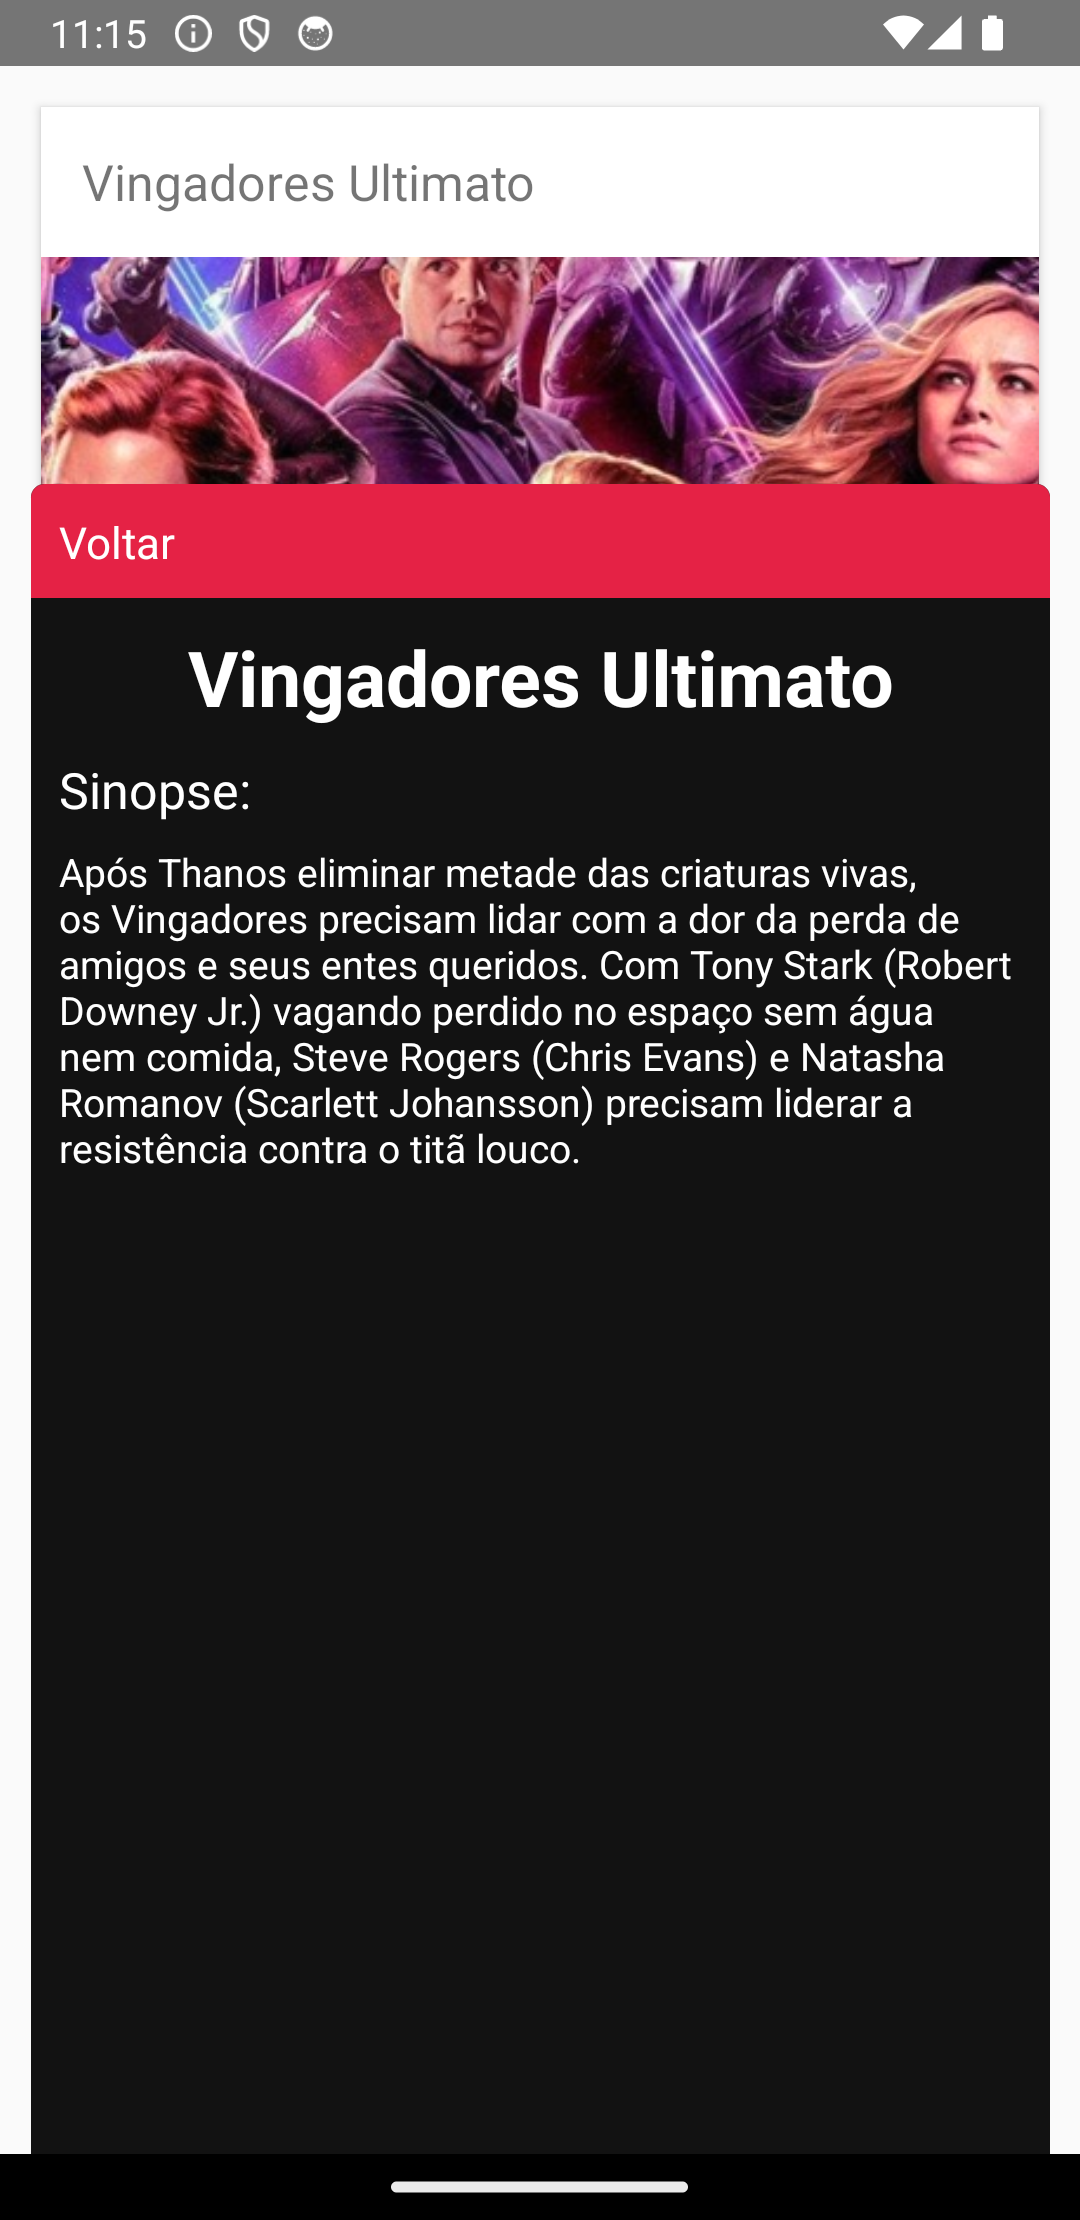 11:15
Vingadores Ultimato
Voltar
Vingadores Ultimato
Sinopse:
Após Thanos eliminar metade das criaturas vivas,
os Vingadores precisam lidar com a dor da perda de
amigos e seus entes queridos. Com Tony Stark (Robert
Downey Jr.) vagando perdido no espaço sem água
nem comida, Steve Rogers (Chris Evans) e Natasha
Romanov (Scarlett Johansson) precisam liderar a
resistência contra o titã louco.